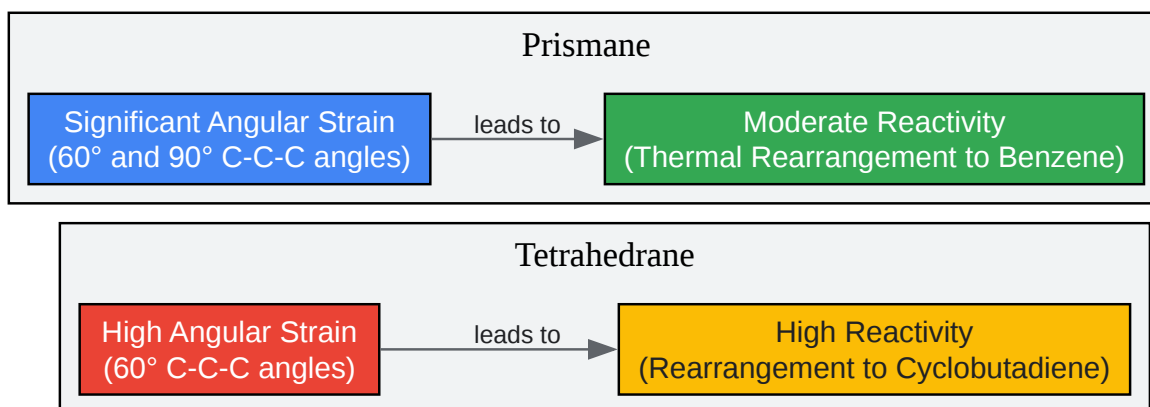 Prismane
Significant Angular Strain
(60° and 90° C-C-C angles)
leads to
Moderate Reactivity
(Thermal Rearrangement to Benzene)
Tetrahedrane
High Angular Strain
(60° C-C-C angles)
leads to
High Reactivity
(Rearrangement to Cyclobutadiene)